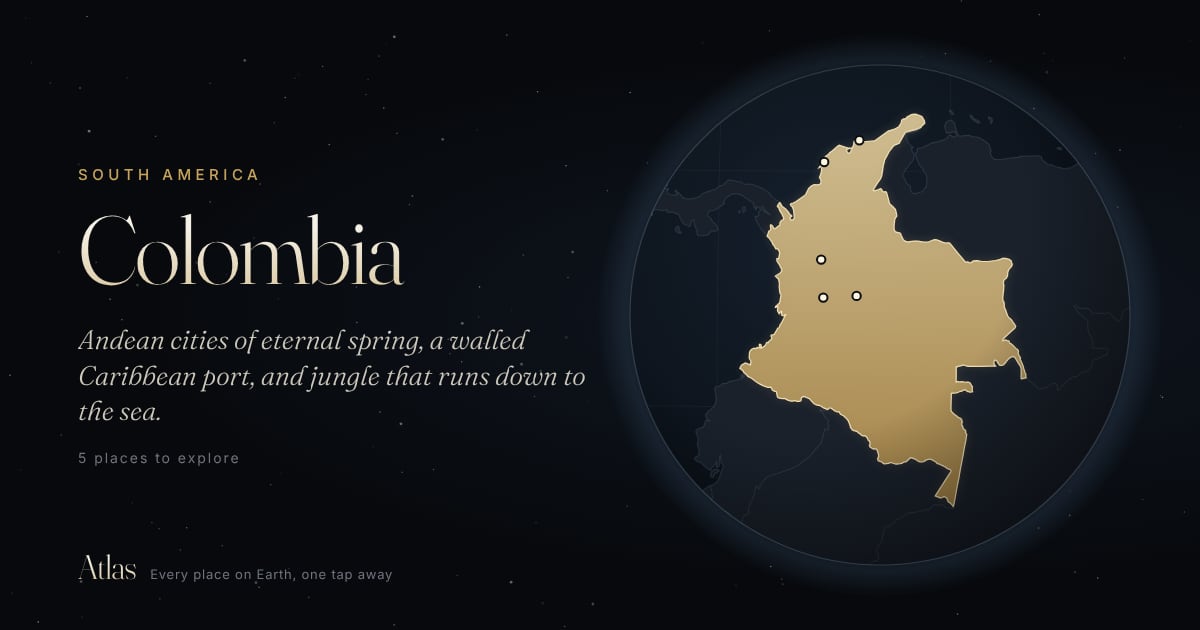 SOUTH AMERICA
Colombia
Andean cities of eternal spring, a walled
Caribbean port, and jungle that runs down to
the sea.
5 places to explore
Atlas Every place on Earth, one tap away